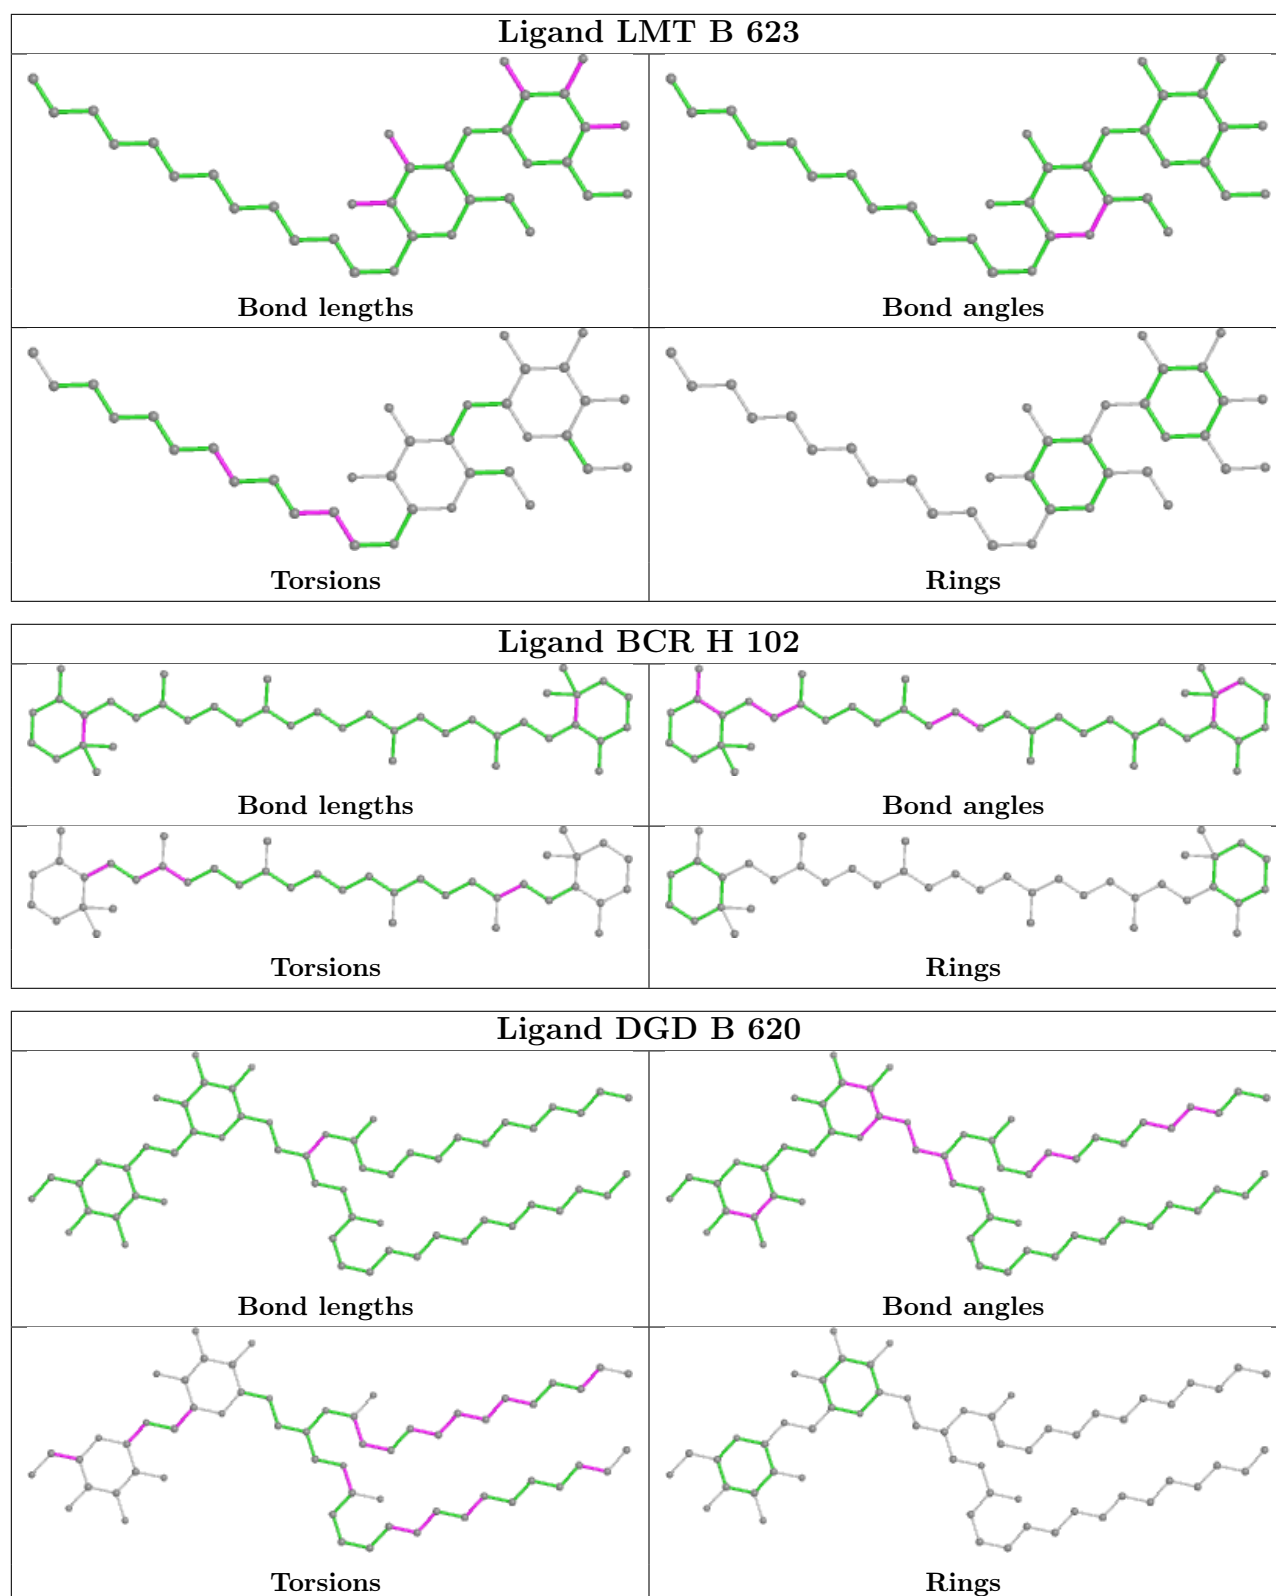 Ligand LMT B 623
Bond lengths
Bond angles
Torsions
Rings
Ligand BCR H 102
Bond lengths
Bond angles
Torsions
Rings
Ligand DGD B 620
Bond lengths
Bond angles
Torsions
Rings